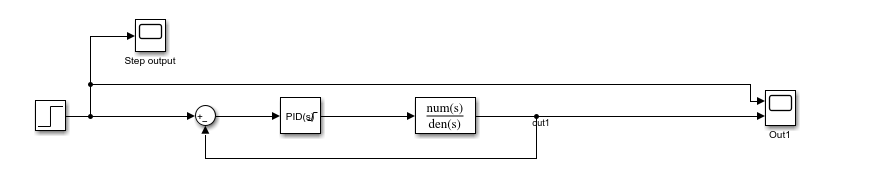 Step output
+
−
PID(s)
num(s)
den(s)
out1
Out1